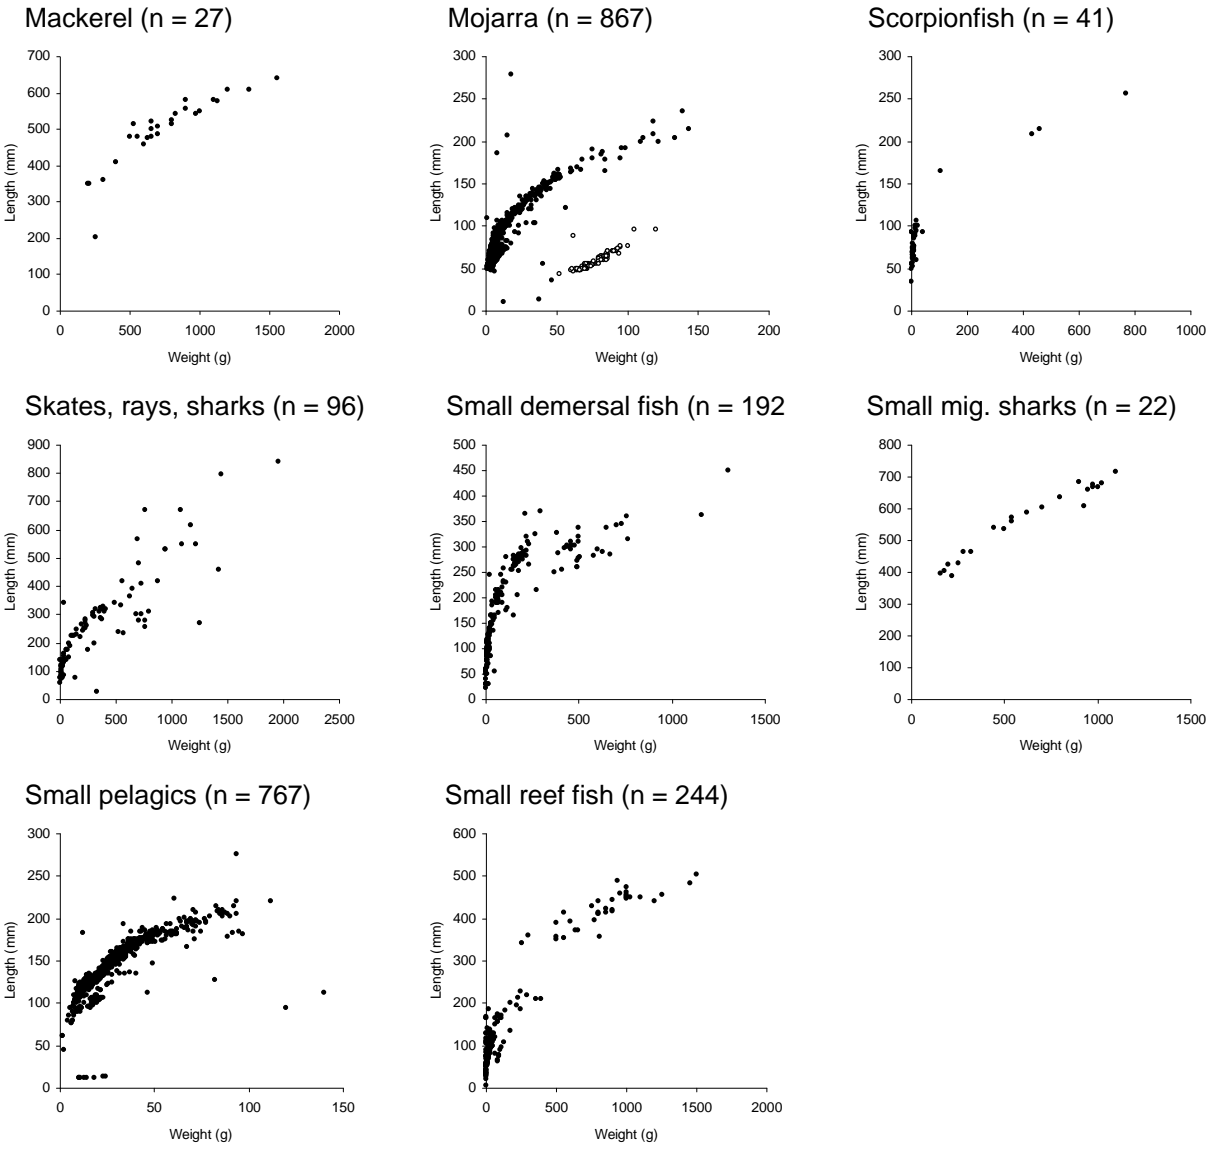 Mackerel (n = 27)
700
600
500
400
300
200
100
0
Length (mm)
0 500 1000 1500 2000
Weight (g)
Mojarra (n = 867)
300
250
200
150
100
50
0
Length (mm)
0 50 100 150 200
Weight (g)
Scorpionfish (n = 41)
300
250
200
150
100
50
0
Length (mm)
0 200 400 600 800 1000
Weight (g)
Skates, rays, sharks (n = 96)
900
800
700
600
500
400
300
200
100
0
Length (mm)
0 500 1000 1500 2000 2500
Weight (g)
Small demersal fish (n = 192
500
450
400
350
300
250
200
150
100
50
0
Length (mm)
0 500 1000 1500
Weight (g)
Small mig. sharks (n = 22)
800
700
600
500
400
300
200
100
0
Length (mm)
0 500 1000 1500
Weight (g)
Small pelagics (n = 767)
300
250
200
150
100
50
0
Length (mm)
0 50 100 150
Weight (g)
Small reef fish (n = 244)
600
500
400
300
200
100
0
Length (mm)
0 500 1000 1500 2000
Weight (g)